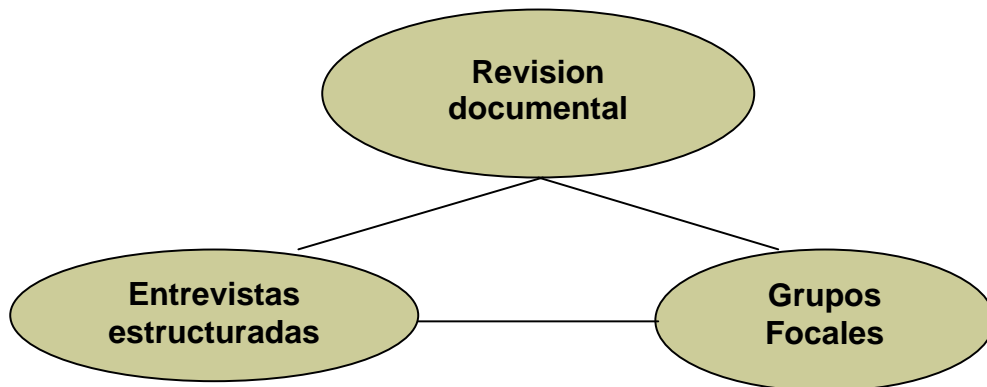 Revision
documental
Entrevistas
estructuradas
Grupos
Focales